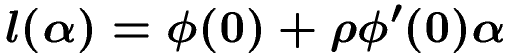 l(α) = ϕ(0) + ρϕ′(0)α